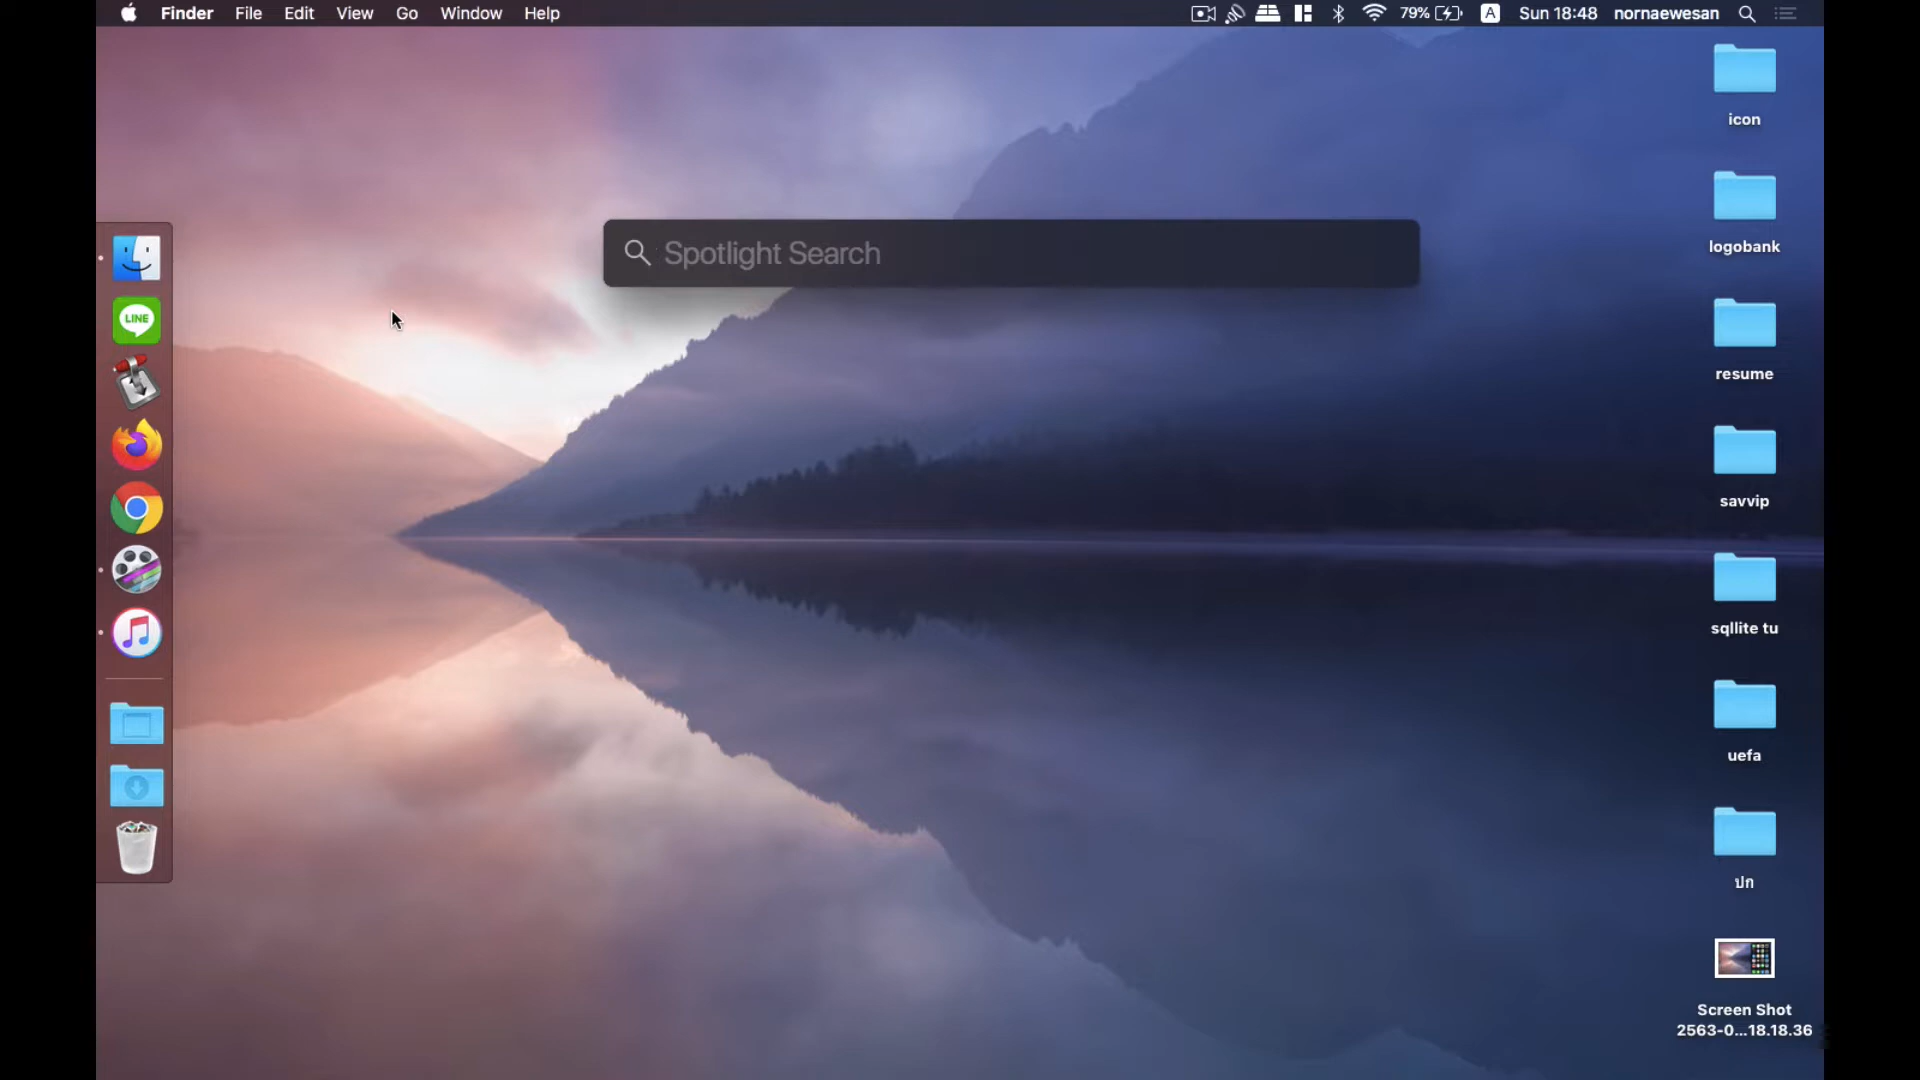 Finder File Edit View Go Window Help
79% A Sun 18:48 nornaewesan
icon
logobank
Spotlight Search
LINE
resume
savvip
sqllite tu
uefa
ปก
Screen Shot
2563-0...18.18.36